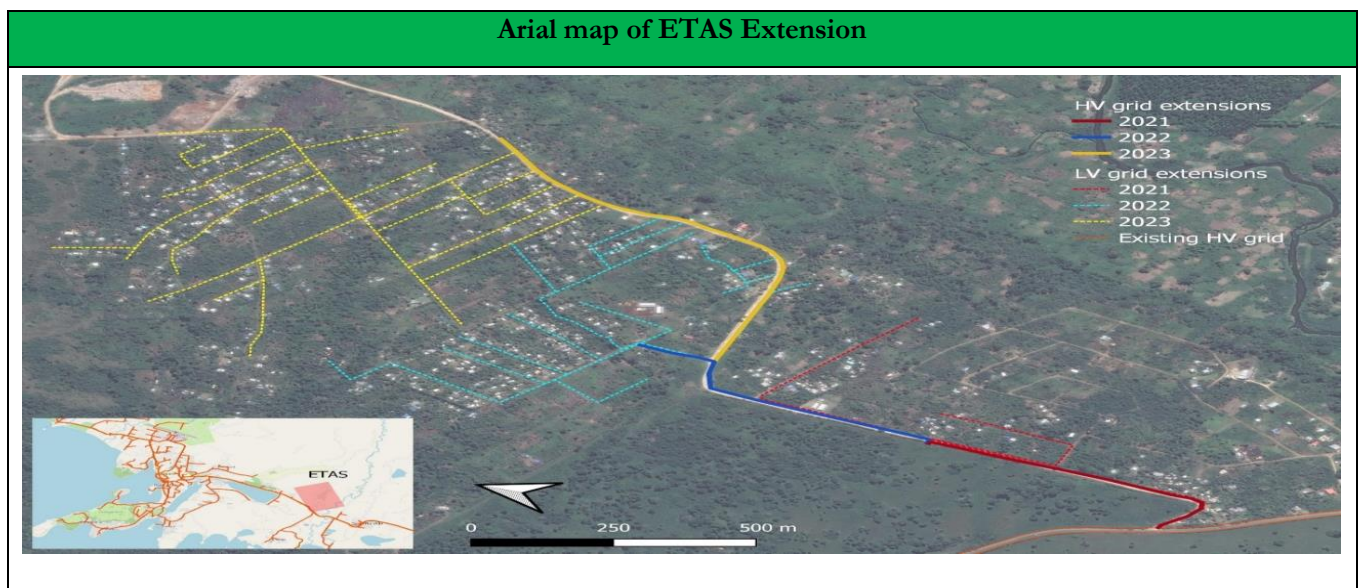 Arial map of ETAS Extension
HV grid extensions
2021
2022
2023
LV grid extensions
2021
2022
2023
Existing HV grid
ETAS
0 250 500 m